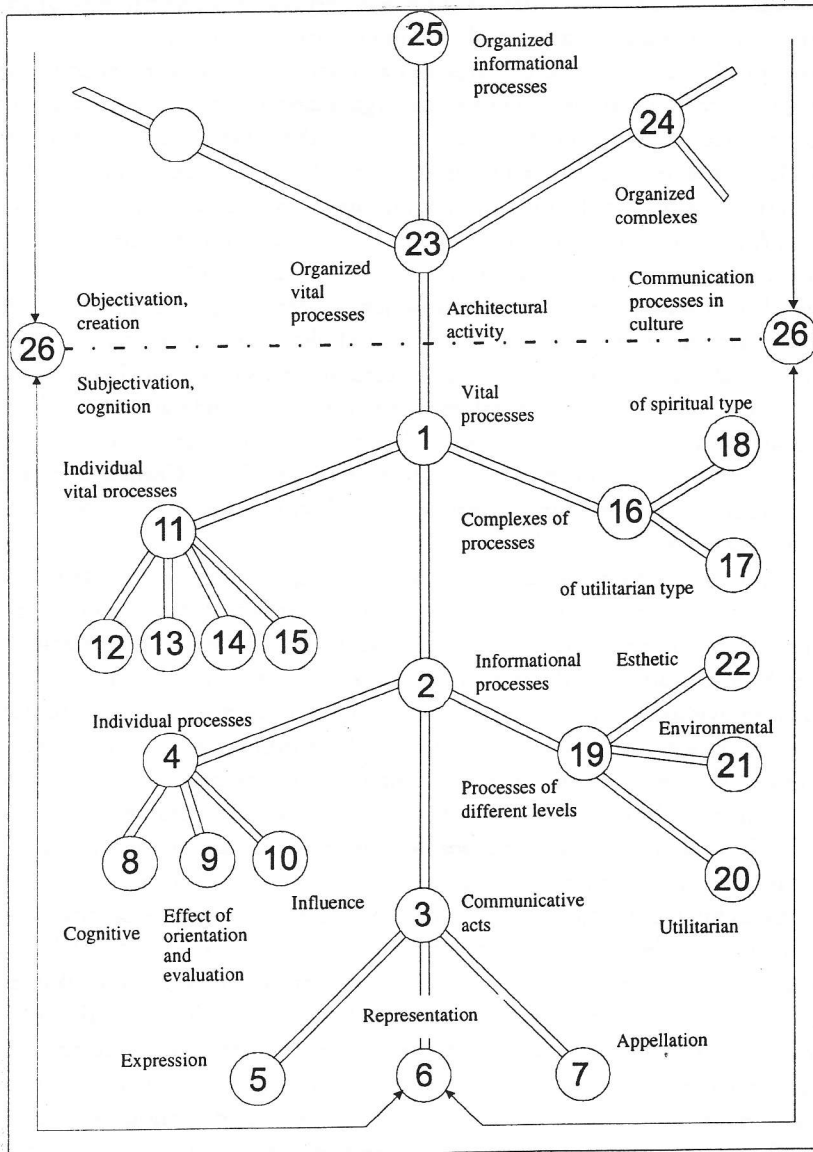 25
Organized
informational
processes
24
Organized
complexes
23
Organized
vital
processes
Objectivation,
creation
Architectural
activity
Communication
processes in
culture
26
26
Subjectivation,
cognition
Vital
processes
1
of spiritual type
18
Individual
vital processes
11
Complexes of
processes
16
17
of utilitarian type
12
13
14
15
2
Informational
processes
Esthetic
22
Individual processes
4
Environmental
19
21
Processes of
different levels
8
9
10
20
Influence
3
Communicative
acts
Cognitive
Effect of
orientation
and
evaluation
Utilitarian
Representation
Expression
Appellation
5
6
7